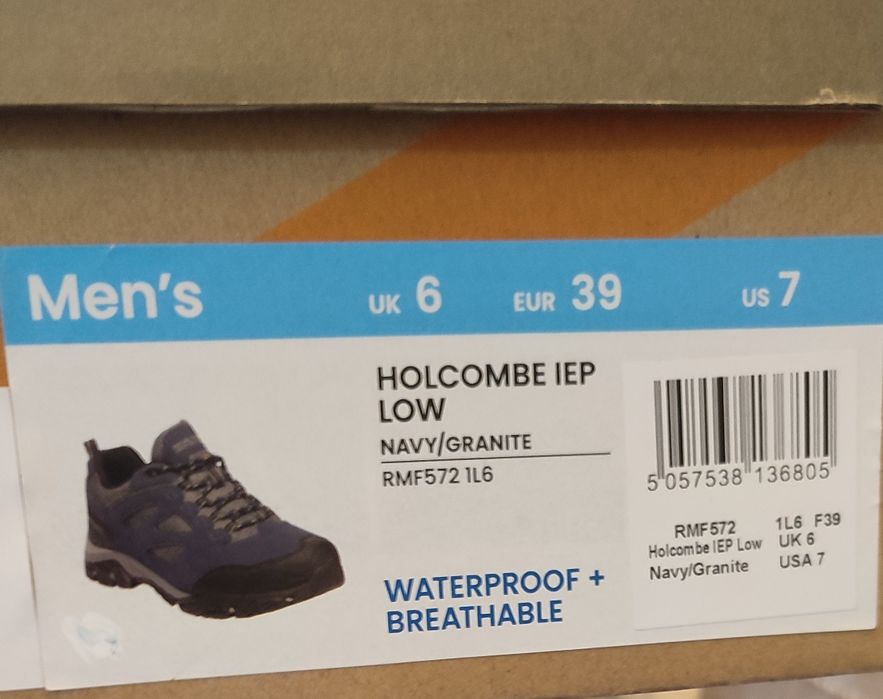 Men's UK 6 EUR 39 US 7
HOLCOMBE IEP
LOW
NAVY/GRANITE
RMF572 1L6
WATERPROOF +
BREATHABLE
5 057538 136805
RMF572 1L6 F39
Holcombe IEP Low UK 6
Navy/Granite USA 7